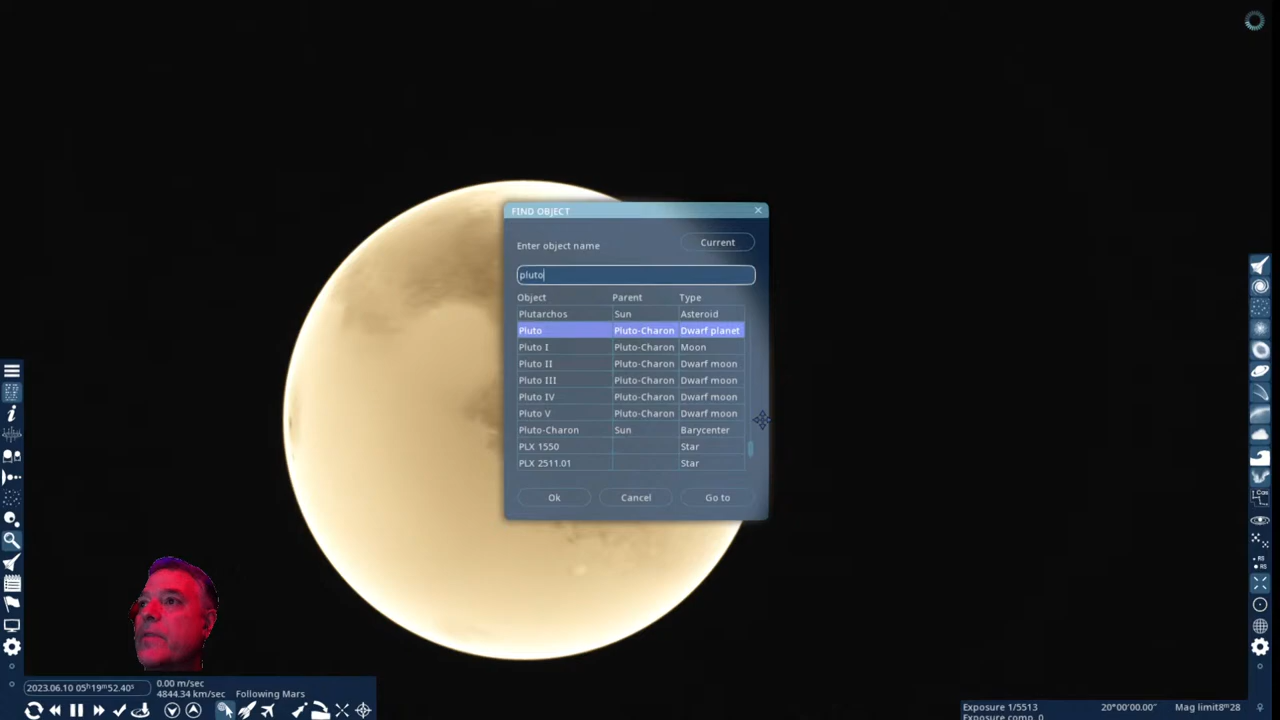 FIND OBJECT
Enter object name
Current
pluto
Object Parent Type
Plutarchos Sun Asteroid
Pluto Pluto-Charon Dwarf planet
Pluto I Pluto-Charon Moon
Pluto II Pluto-Charon Dwarf moon
Pluto III Pluto-Charon Dwarf moon
Pluto IV Pluto-Charon Dwarf moon
Pluto V Pluto-Charon Dwarf moon
Pluto-Charon Sun Barycenter
PLX 1550 Star
PLX 2511.01 Star
Ok Cancel Go to
Cas
RS
RS
2023.06.10 05h19m52.40s
0.00 m/sec
4844.34 km/sec Following Mars
Exposure 1/5513 20°00'00.00" Mag limit8m28
Exposure comp. 0